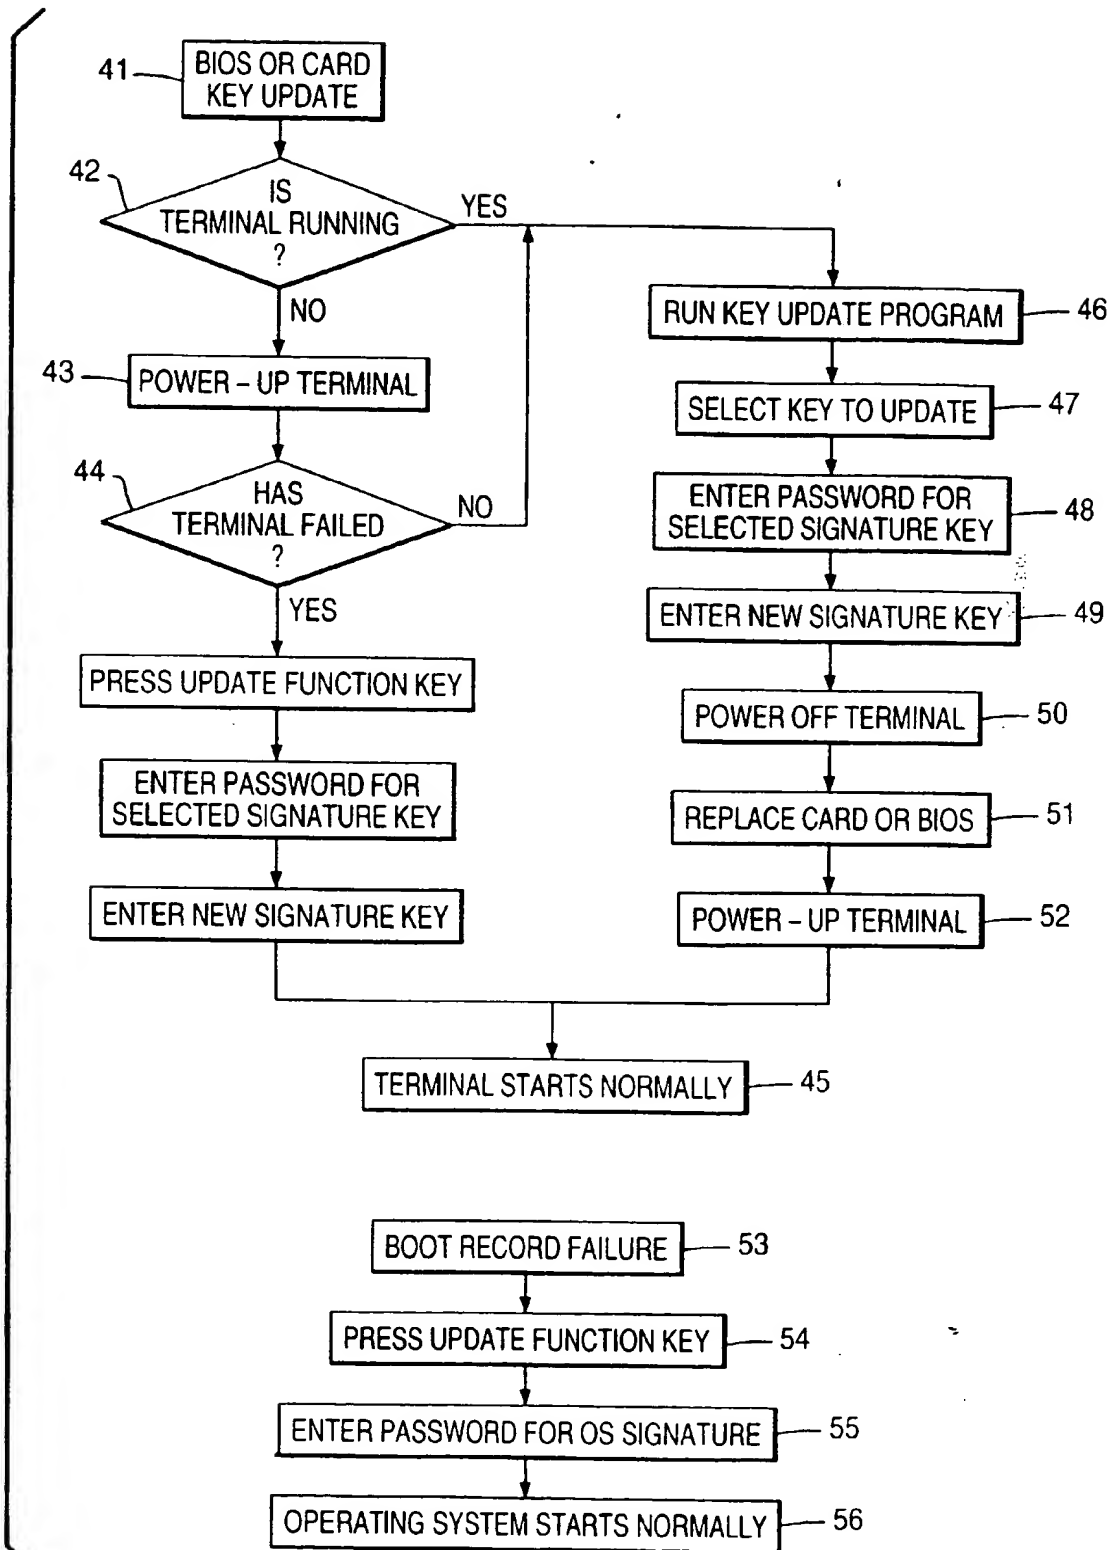 41
BIOS OR CARD
KEY UPDATE
42
IS
TERMINAL RUNNING
?
YES
NO
43
POWER – UP TERMINAL
44
HAS
TERMINAL FAILED
?
NO
YES
PRESS UPDATE FUNCTION KEY
ENTER PASSWORD FOR
SELECTED SIGNATURE KEY
ENTER NEW SIGNATURE KEY
RUN KEY UPDATE PROGRAM
46
SELECT KEY TO UPDATE
47
ENTER PASSWORD FOR
SELECTED SIGNATURE KEY
48
ENTER NEW SIGNATURE KEY
49
POWER OFF TERMINAL
50
REPLACE CARD OR BIOS
51
POWER – UP TERMINAL
52
TERMINAL STARTS NORMALLY
45
BOOT RECORD FAILURE
53
PRESS UPDATE FUNCTION KEY
54
ENTER PASSWORD FOR OS SIGNATURE
55
OPERATING SYSTEM STARTS NORMALLY
56